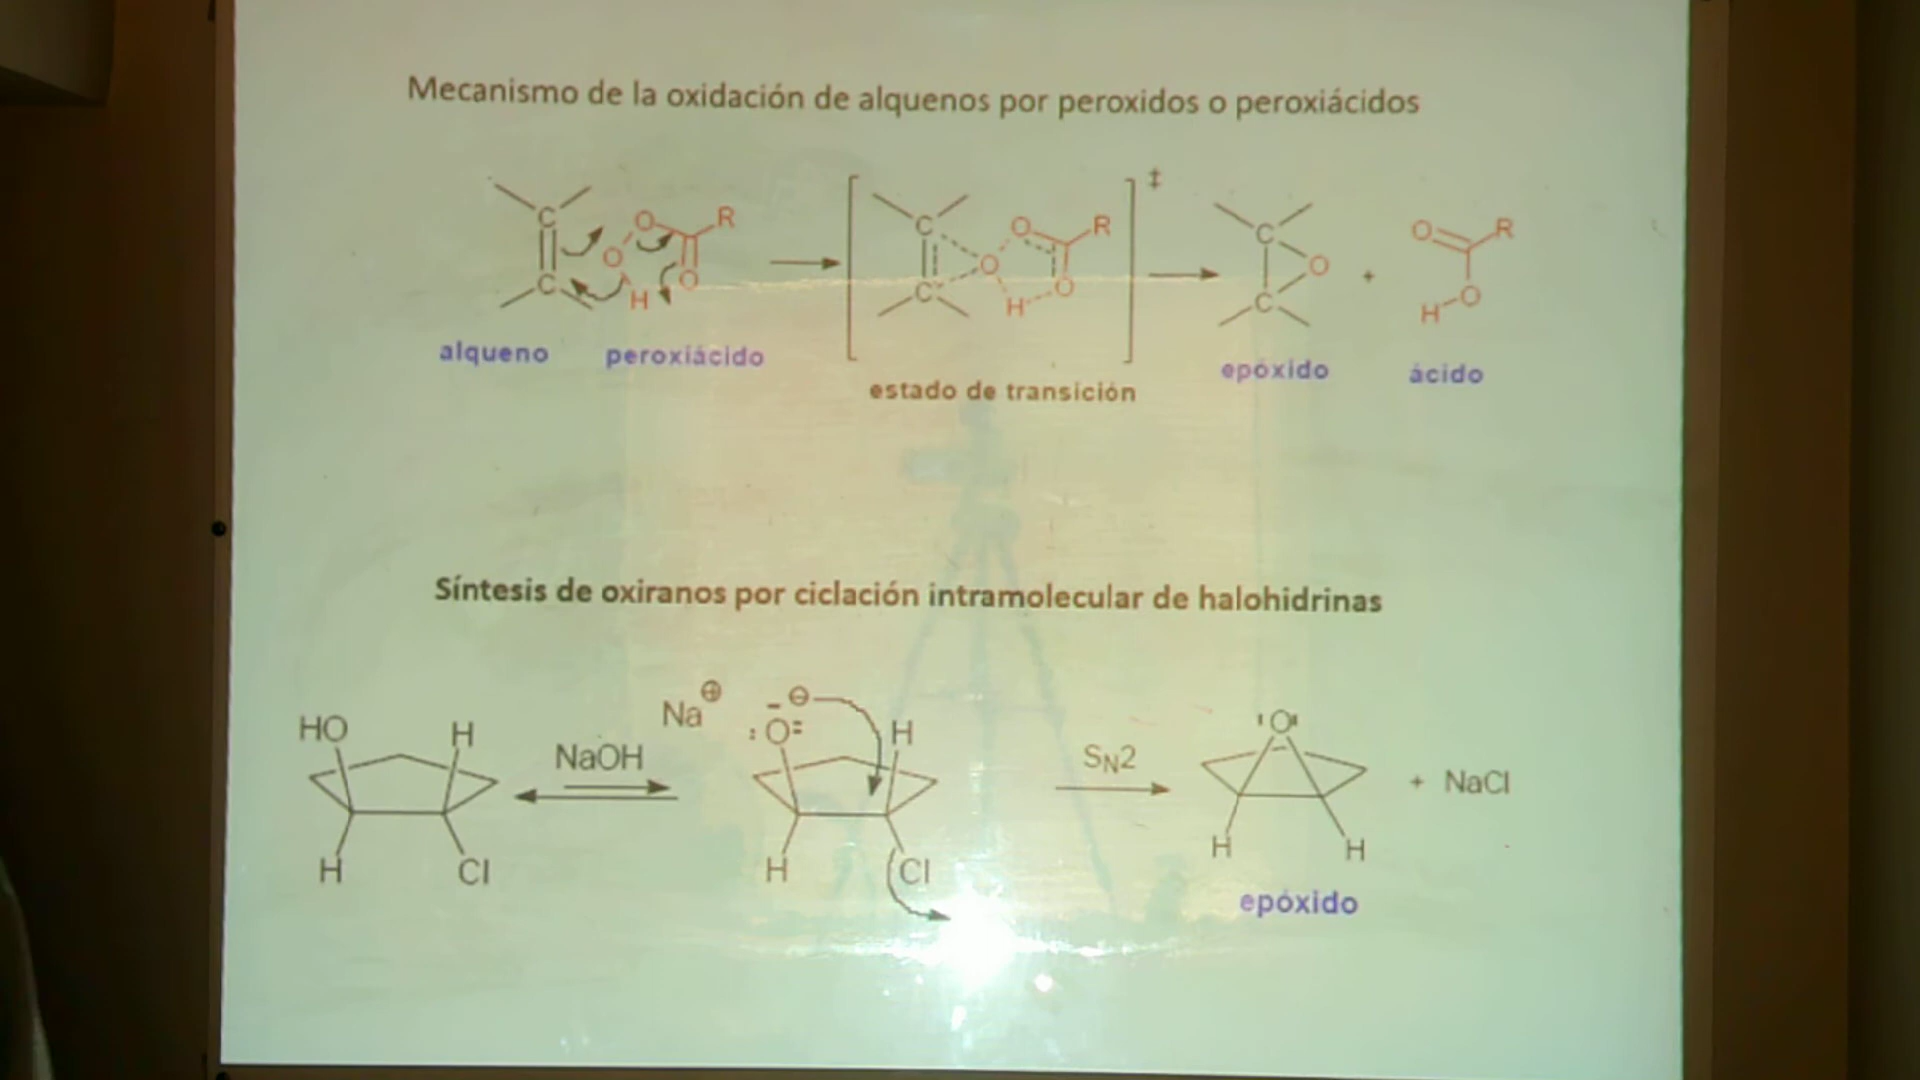 Mecanismo de la oxidación de alquenos por peroxidos o peroxiácidos
C C O O R O H
C C O O R O H ‡
C C O + O R O H
alqueno peroxiácido estado de transición epóxido ácido
Síntesis de oxiranos por ciclación intramolecular de halohidrinas
HO H NaOH Na⊕ :O: ⊖ H SN2 O + NaCl
H Cl H Cl H H
epóxido